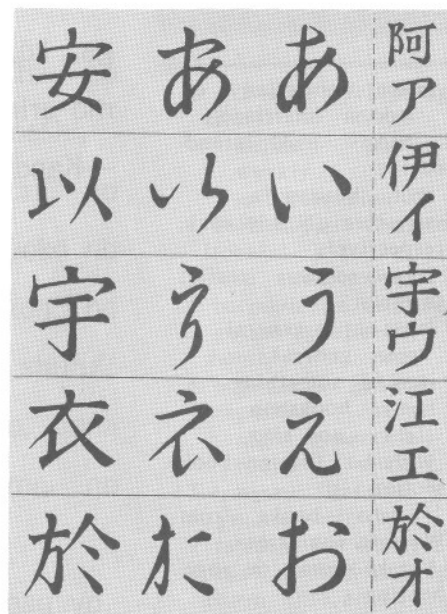 安 あ あ 阿ア
以 い い 伊イ
宇 う う 宇ウ
衣 え え 江エ
於 お お 於オ